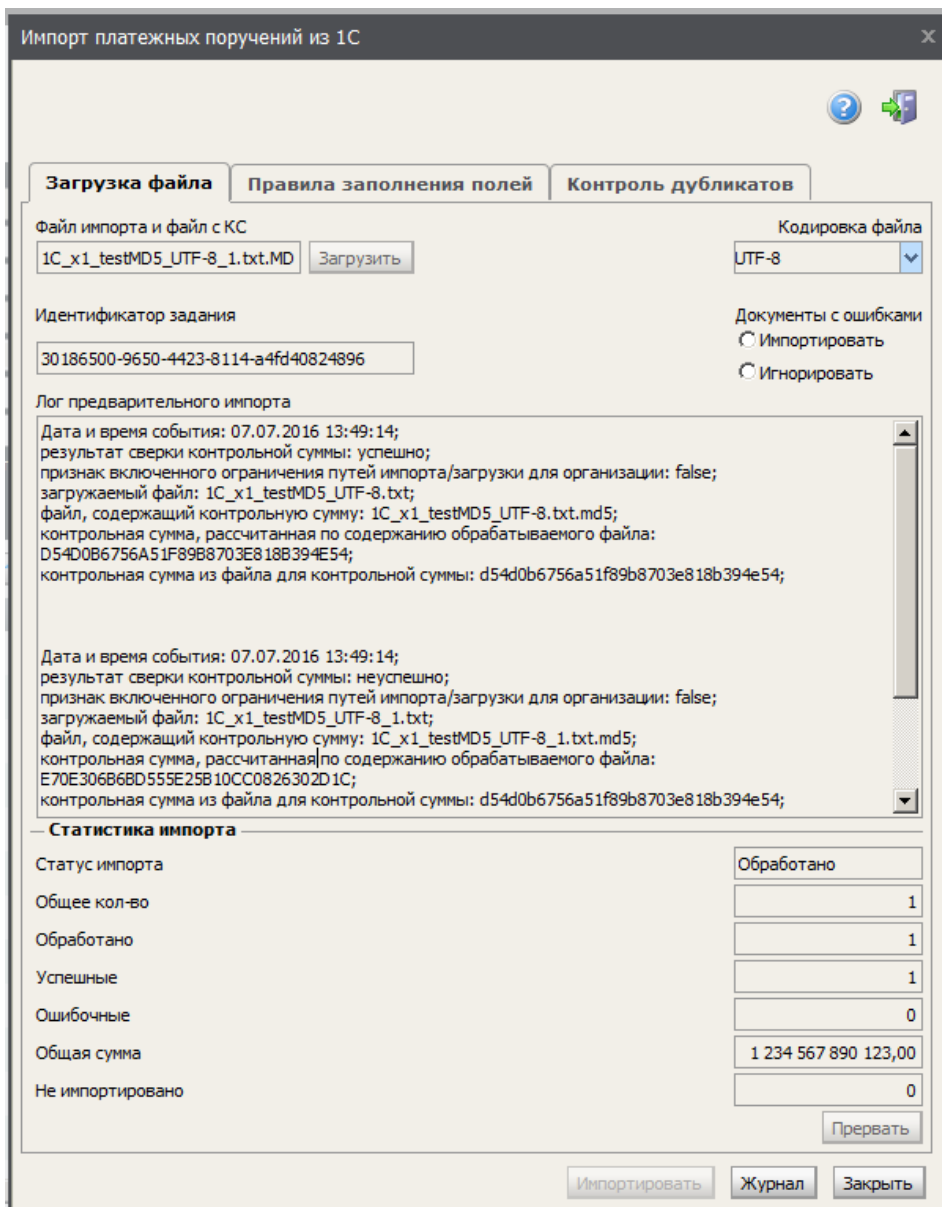 Импорт платежных поручений из 1С
x
Загрузка файла
Правила заполнения полей
Контроль дубликатов
Файл импорта и файл с КС
Кодировка файла
1C_x1_testMD5_UTF-8_1.txt.MD
Загрузить
UTF-8
Идентификатор задания
Документы с ошибками
30186500-9650-4423-8114-a4fd40824896
Импортировать
Игнорировать
Лог предварительного импорта
Дата и время события: 07.07.2016 13:49:14;
результат сверки контрольной суммы: успешно;
признак включенного ограничения путей импорта/загрузки для организации: false;
загружаемый файл: 1C_x1_testMD5_UTF-8.txt;
файл, содержащий контрольную сумму: 1C_x1_testMD5_UTF-8.txt.md5;
контрольная сумма, рассчитанная по содержанию обрабатываемого файла:
D54D0B6756A51F89B8703E818B394E54;
контрольная сумма из файла для контрольной суммы: d54d0b6756a51f89b8703e818b394e54;
Дата и время события: 07.07.2016 13:49:14;
результат сверки контрольной суммы: неуспешно;
признак включенного ограничения путей импорта/загрузки для организации: false;
загружаемый файл: 1C_x1_testMD5_UTF-8_1.txt;
файл, содержащий контрольную сумму: 1C_x1_testMD5_UTF-8_1.txt.md5;
контрольная сумма, рассчитанная по содержанию обрабатываемого файла:
E70E306B6BD555E25B10CC0826302D1C;
контрольная сумма из файла для контрольной суммы: d54d0b6756a51f89b8703e818b394e54;
Статистика импорта
Статус импорта Обработано
Общее кол-во 1
Обработано 1
Успешные 1
Ошибочные 0
Общая сумма 1 234 567 890 123,00
Не импортировано 0
Прервать
Импортировать
Журнал
Закрыть